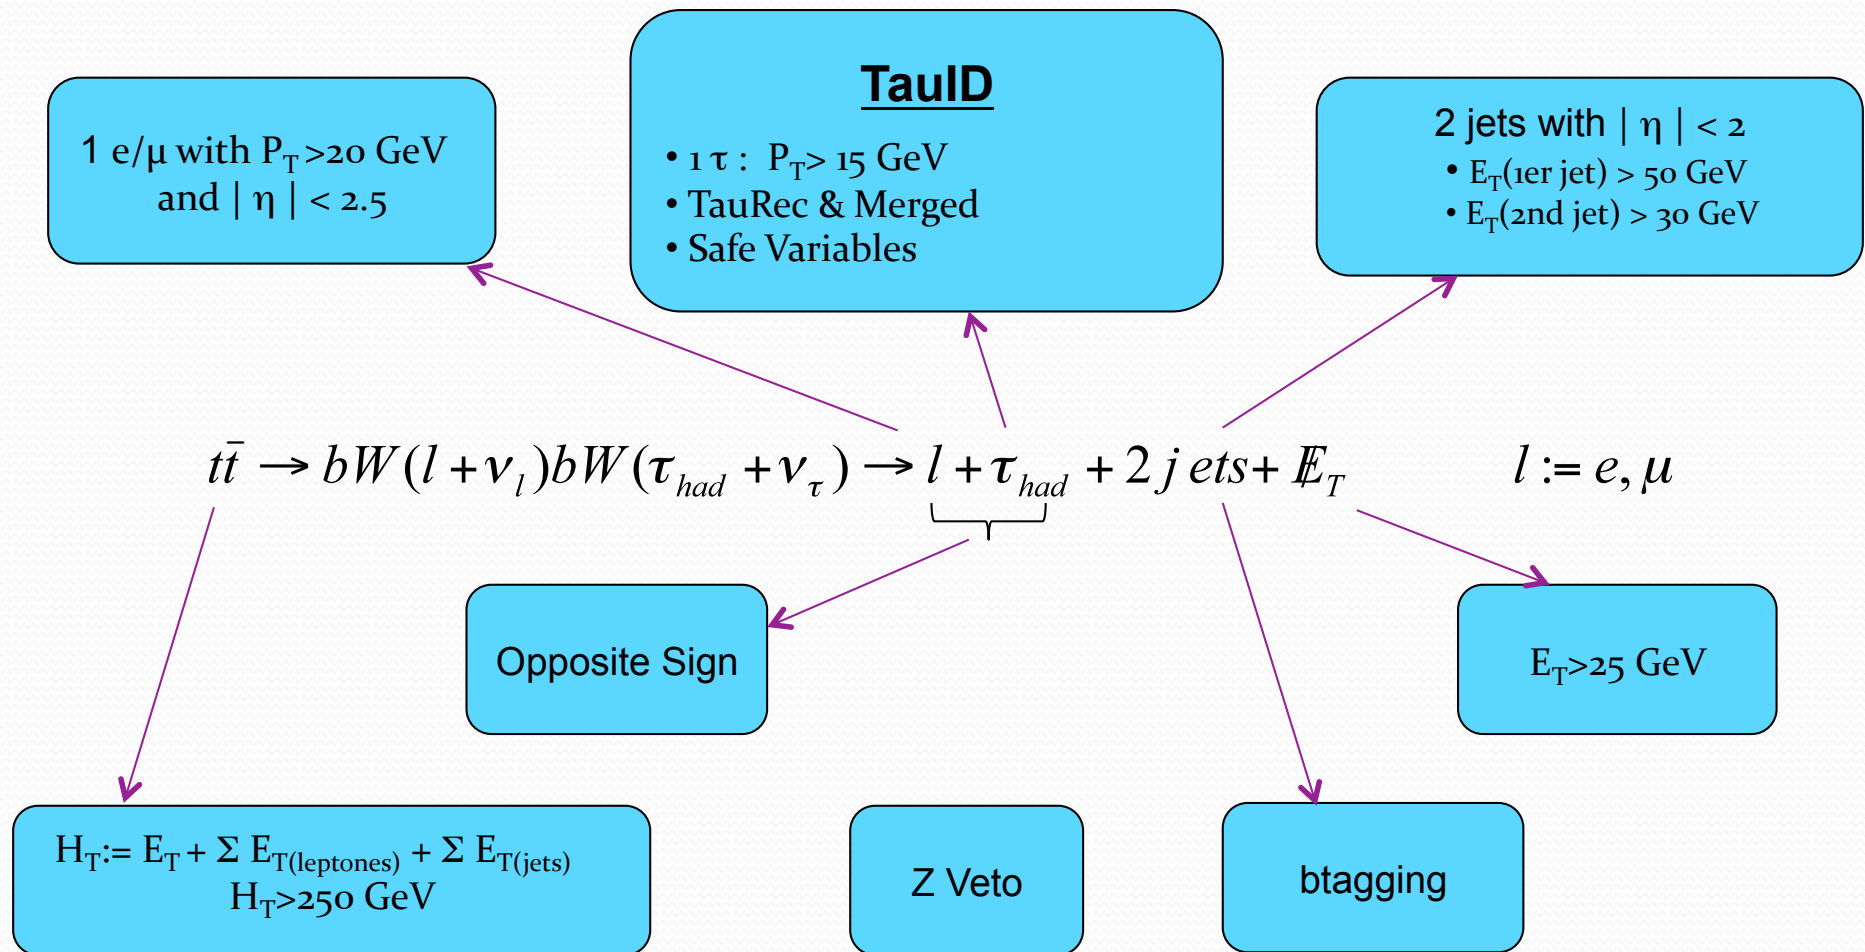 TauID
1 e/μ with P_T >20 GeV
and | η | < 2.5
• 1 τ : P_T> 15 GeV
• TauRec & Merged
• Safe Variables
2 jets with | η | < 2
• E_T(1er jet) > 50 GeV
• E_T(2nd jet) > 30 GeV
tt̄ → bW(l + ν_l)bW(τ_had + ν_τ) → l + τ_had + 2 jets + E̸_T l := e, μ
Opposite Sign
E_T>25 GeV
H_T:= E_T + Σ E_T(leptones) + Σ E_T(jets)
H_T>250 GeV
Z Veto
btagging